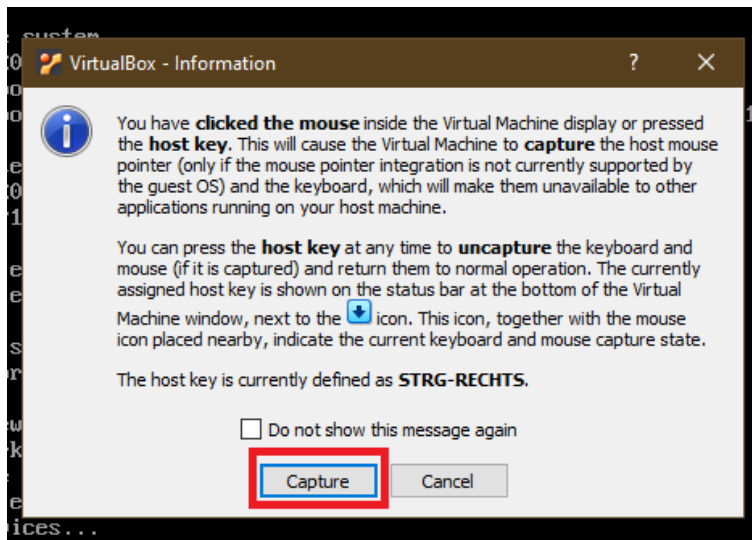 system
VirtualBox - Information
?
You have clicked the mouse inside the Virtual Machine display or pressed
the host key. This will cause the Virtual Machine to capture the host mouse
pointer (only if the mouse pointer integration is not currently supported by
the guest OS) and the keyboard, which will make them unavailable to other
applications running on your host machine.
You can press the host key at any time to uncapture the keyboard and
mouse (if it is captured) and return them to normal operation. The currently
assigned host key is shown on the status bar at the bottom of the Virtual
Machine window, next to the icon. This icon, together with the mouse
icon placed nearby, indicate the current keyboard and mouse capture state.
The host key is currently defined as STRG-RECHTS.
Do not show this message again
Capture Cancel
ices...